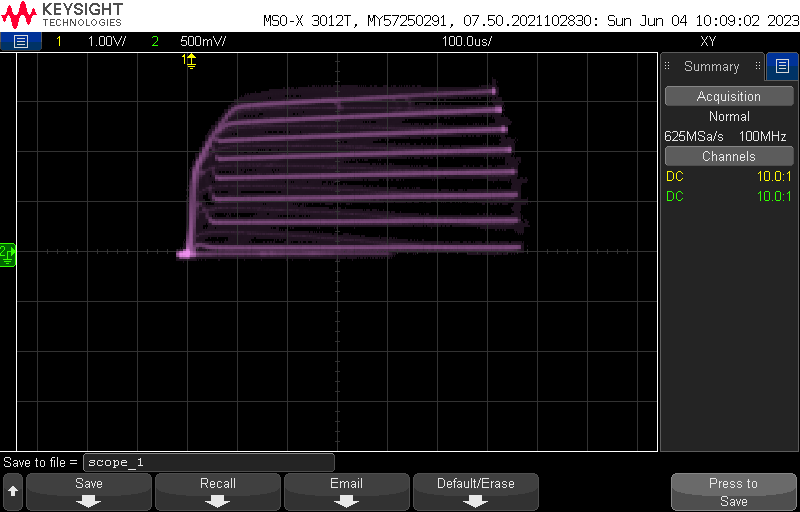 KEYSIGHT
TECHNOLOGIES
MSO-X 3012T, MY57250291, 07.50.2021102830: Sun Jun 04 10:09:02 2023
1 1.00V/ 2 500mV/ 100.0us/ XY
1
2
Summary
Acquisition
Normal
625MSa/s 100MHz
Channels
DC 10.0:1
DC 10.0:1
Save to file = scope_1
Save
Recall
Email
Default/Erase
Press to
Save